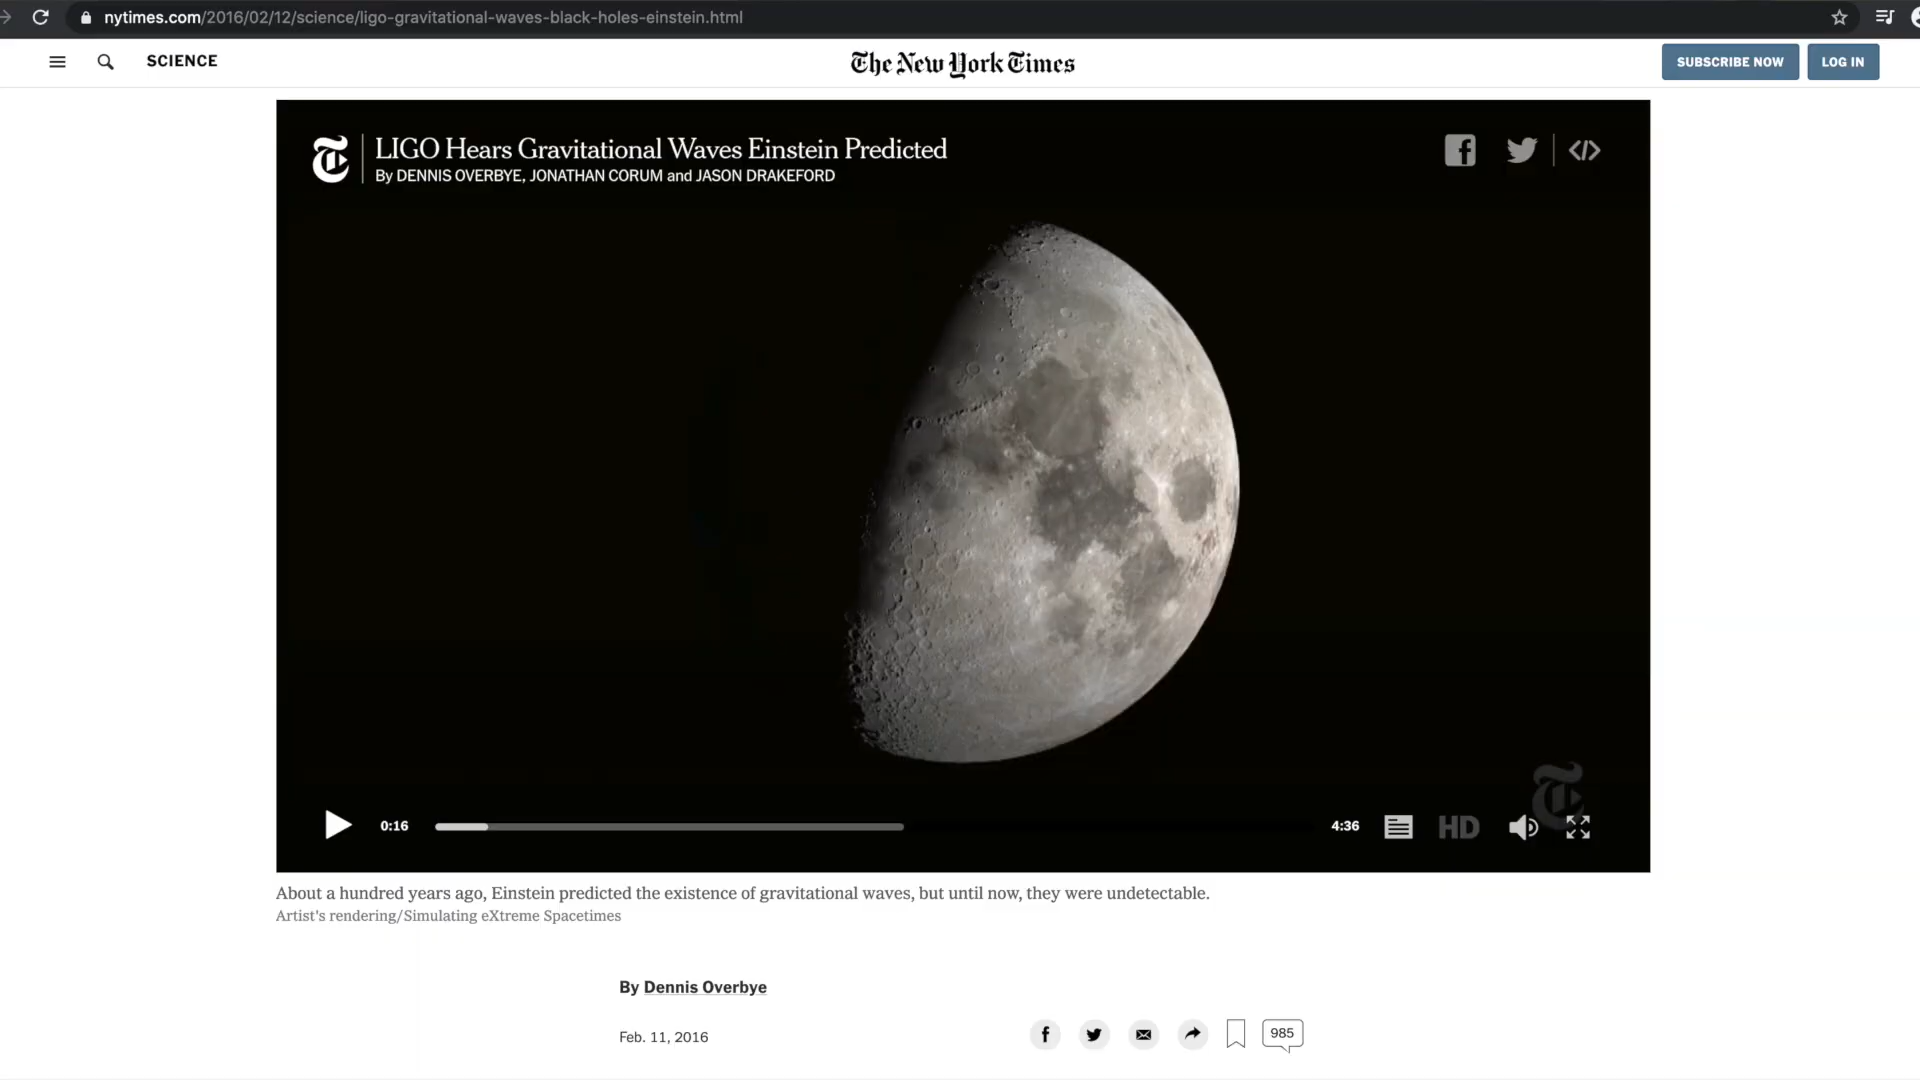 nytimes.com/2016/02/12/science/ligo-gravitational-waves-black-holes-einstein.html
SCIENCE
The New York Times
SUBSCRIBE NOW
LOG IN
T
LIGO Hears Gravitational Waves Einstein Predicted
By DENNIS OVERBYE, JONATHAN CORUM and JASON DRAKEFORD
T
0:16
4:36
HD
About a hundred years ago, Einstein predicted the existence of gravitational waves, but until now, they were undetectable.
Artist's rendering/Simulating eXtreme Spacetimes
By Dennis Overbye
Feb. 11, 2016
985